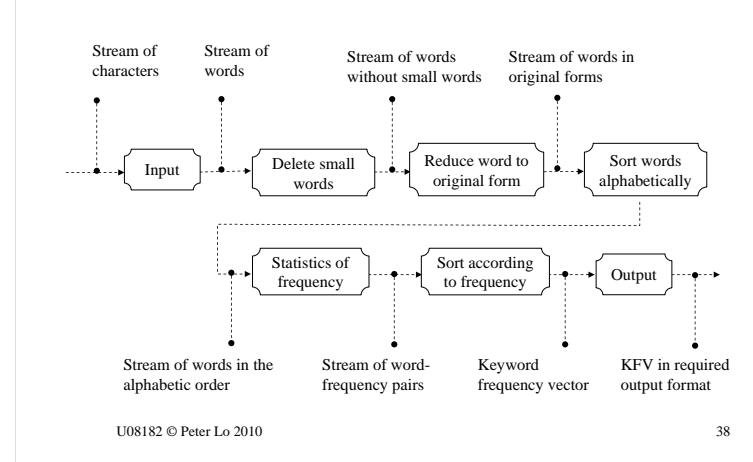 Stream of
characters
Stream of
words
Stream of words
without small words
Stream of words in
original forms
Input
Delete small
words
Reduce word to
original form
Sort words
alphabetically
Statistics of
frequency
Sort according
to frequency
Output
Stream of words in the
alphabetic order
Stream of word-
frequency pairs
Keyword
frequency vector
KFV in required
output format
U08182 © Peter Lo 2010
38